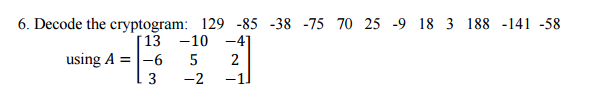 6. Decode the cryptogram: 129 -85 -38 -75 70 25 -9 18 3 188 -141 -58
using A = [13 −10 −4
−6 5 2
3 −2 −1]